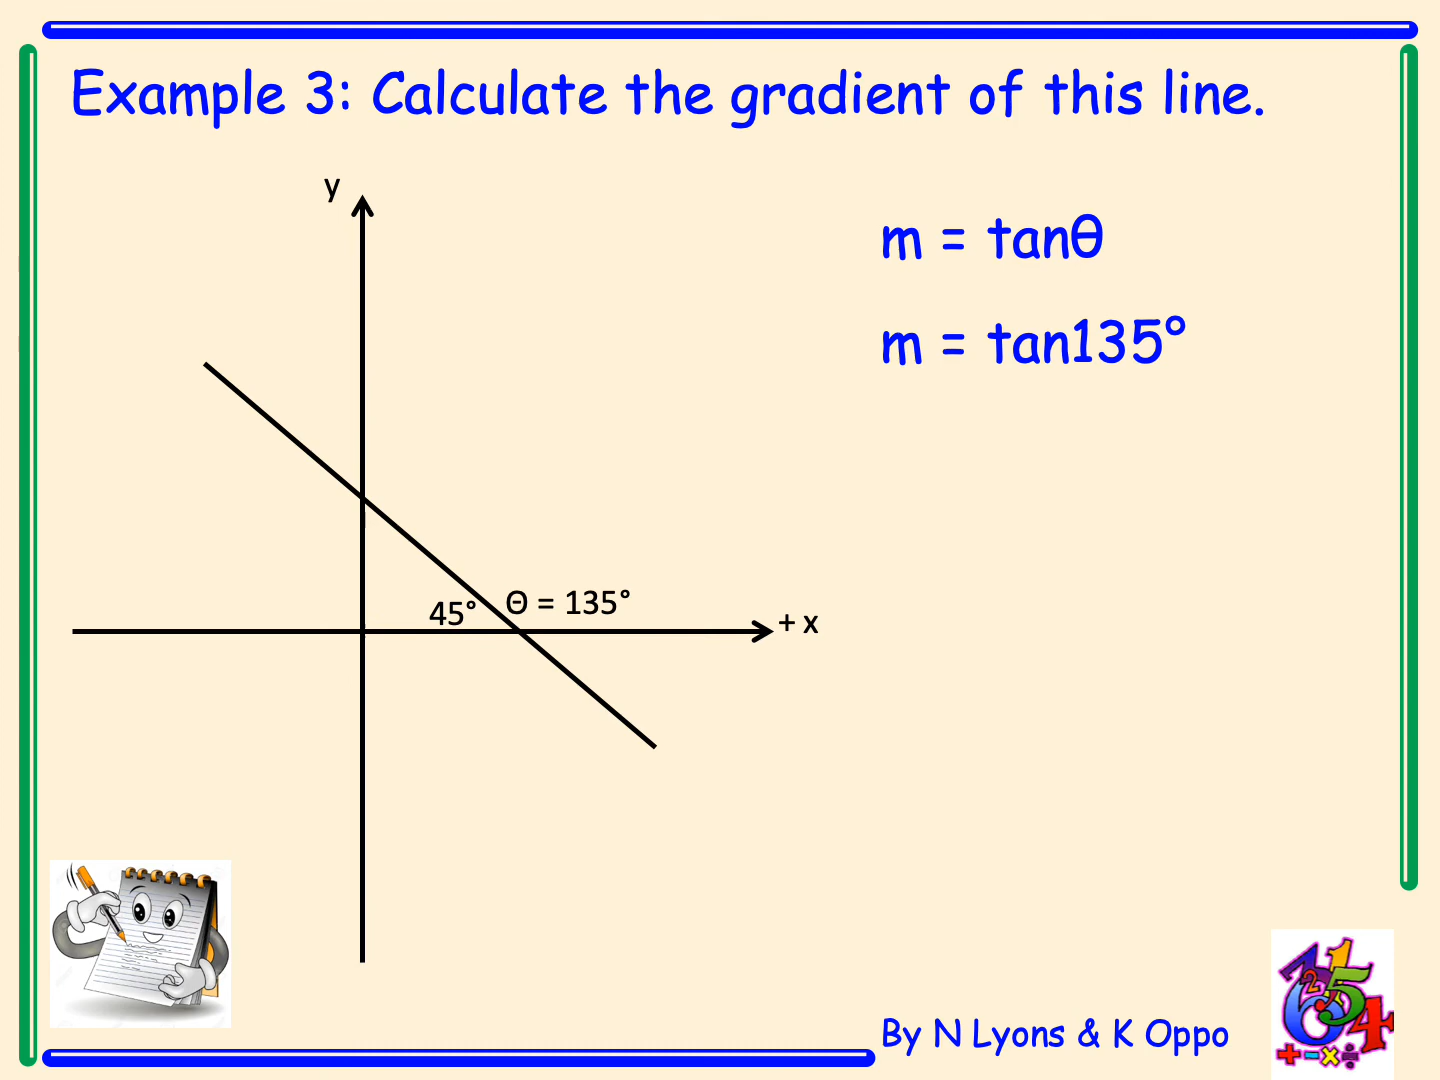 Example 3: Calculate the gradient of this line.
y
m = tanθ
m = tan135°
45°
Θ = 135°
+ x
By N Lyons & K Oppo